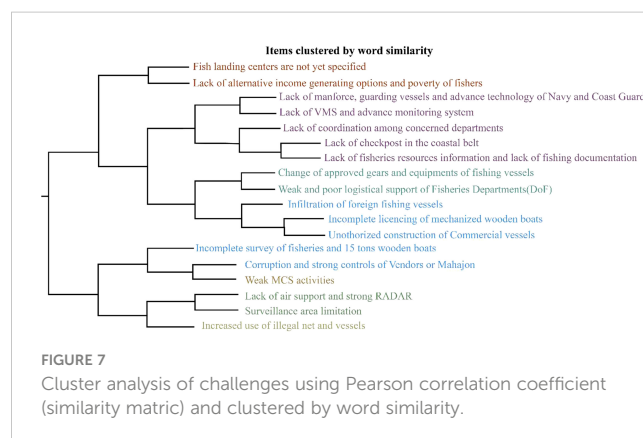 Items clustered by word similarity
Fish landing centers are not yet specified
Lack of alternative income generating options and poverty of fishers
Lack of manforce, guarding vessels and advance technology of Navy and Coast Guard
Lack of VMS and advance monitoring system
Lack of coordination among concerned departments
Lack of checkpost in the coastal belt
Lack of fisheries resources information and lack of fishing documentation
Change of approved gears and equipments of fishing vessels
Weak and poor logistical support of Fisheries Departments(DoF)
Infiltration of foreign fishing vessels
Incomplete licencing of mechanized wooden boats
Unothorized construction of Commercial vessels
Incomplete survey of fisheries and 15 tons wooden boats
Corruption and strong controls of Vendors or Mahajon
Weak MCS activities
Lack of air support and strong RADAR
Surveillance area limitation
Increased use of illegal net and vessels
FIGURE 7
Cluster analysis of challenges using Pearson correlation coefficient
(similarity matric) and clustered by word similarity.